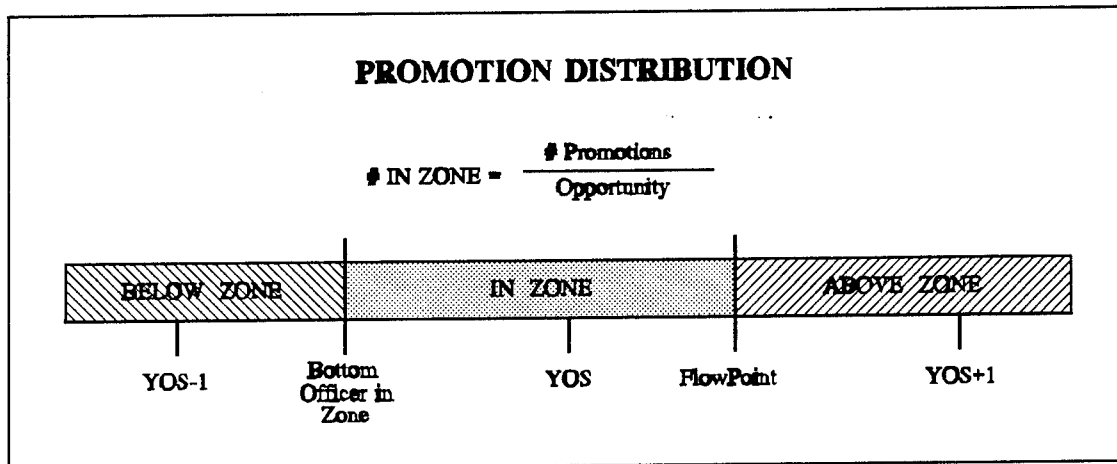 PROMOTION DISTRIBUTION
# Promotions
# IN ZONE =
Opportunity
BELOW ZONE
IN ZONE
ABOVE ZONE
YOS-1
Bottom
Officer in
Zone
YOS
FlowPoint
YOS+1